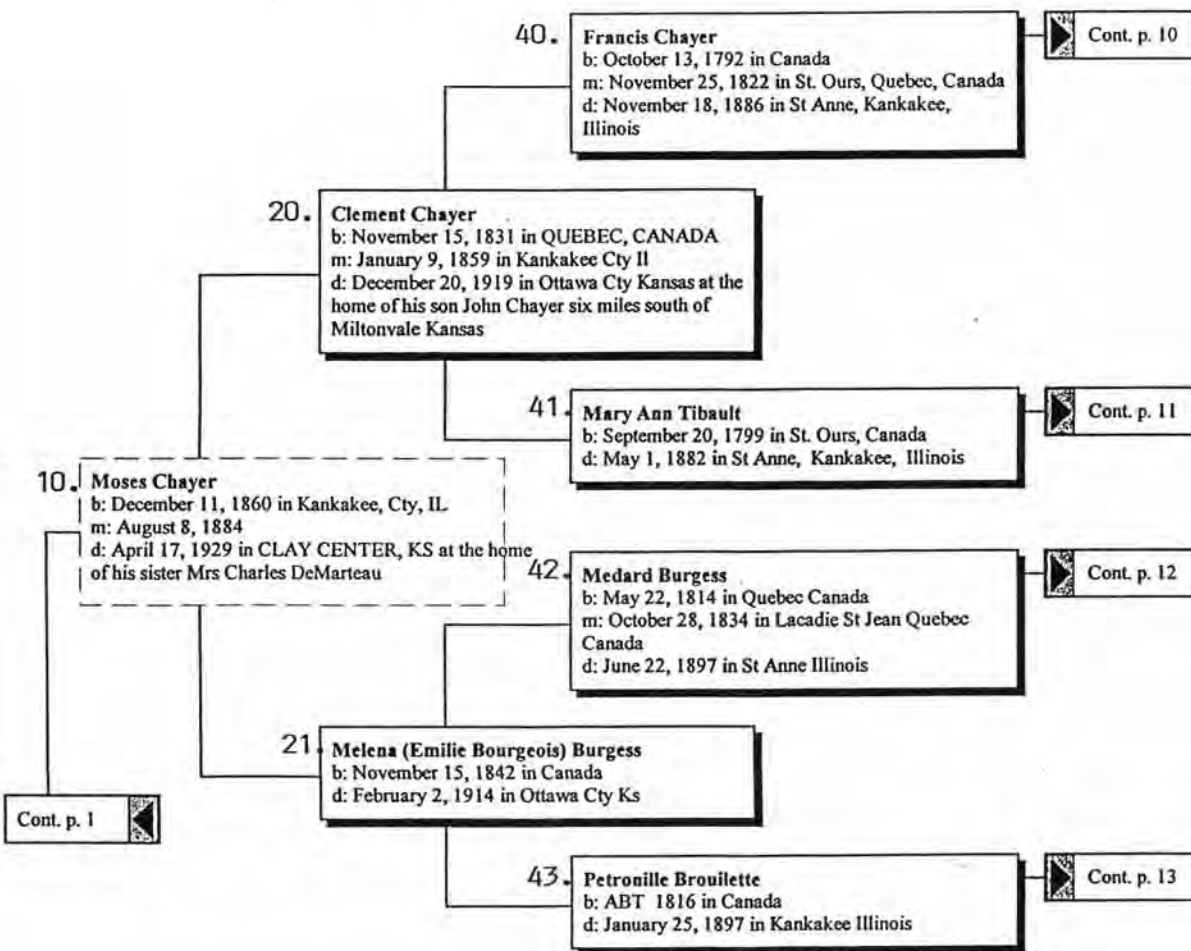 40.
Francis Chayer
b: October 13, 1792 in Canada
m: November 25, 1822 in St. Ours, Quebec, Canada
d: November 18, 1886 in St Anne, Kankakee,
Illinois
Cont. p. 10
20.
Clement Chayer
b: November 15, 1831 in QUEBEC, CANADA
m: January 9, 1859 in Kankakee Cty Il
d: December 20, 1919 in Ottawa Cty Kansas at the
home of his son John Chayer six miles south of
Miltonvale Kansas
41.
Mary Ann Tibault
b: September 20, 1799 in St. Ours, Canada
d: May 1, 1882 in St Anne, Kankakee, Illinois
Cont. p. 11
10.
Moses Chayer
b: December 11, 1860 in Kankakee, Cty, IL
m: August 8, 1884
d: April 17, 1929 in CLAY CENTER, KS at the home
of his sister Mrs Charles DeMarteau
42.
Medard Burgess
b: May 22, 1814 in Quebec Canada
m: October 28, 1834 in Lacadie St Jean Quebec
Canada
d: June 22, 1897 in St Anne Illinois
Cont. p. 12
21.
Melena (Emilie Bourgeois) Burgess
b: November 15, 1842 in Canada
d: February 2, 1914 in Ottawa Cty Ks
Cont. p. 1
43.
Petronille Brouilette
b: ABT 1816 in Canada
d: January 25, 1897 in Kankakee Illinois
Cont. p. 13